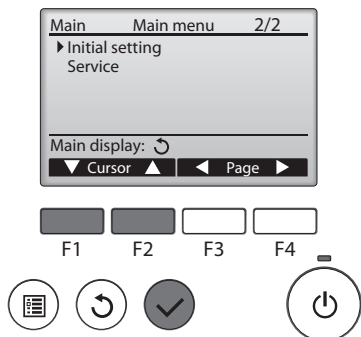 Main Main menu 2/2
Initial setting
Service
Main display:
Cursor Page
F1 F2 F3 F4